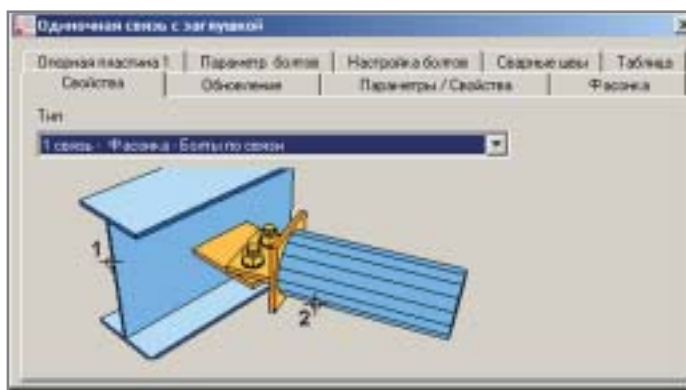 Одиночная связь с заглушкой
Опорная пластина 1 Параметр болтов Настройка болтов Сварные швы Таблица
Свойства Обновление Параметры / Свойства Фасонка
Тип
1 связь - Фасонка - Болты по связи
1
2